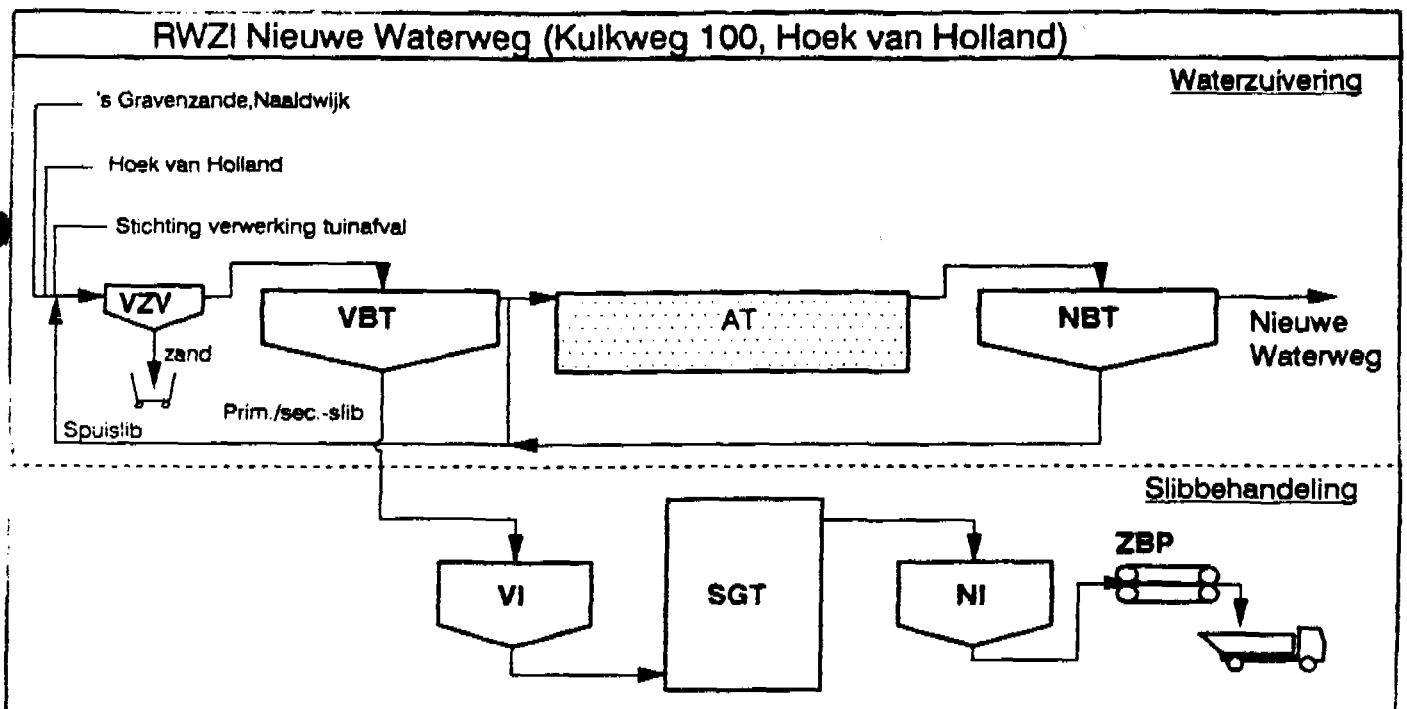 RWZI Nieuwe Waterweg (Kulkweg 100, Hoek van Holland)
Waterzuivering
's Gravenzande,Naaldwijk
Hoek van Holland
Stichting verwerking tuinafval
VZV
VBT
AT
NBT
zand
Nieuwe
Waterweg
Prim./sec.-slib
Spuislib
Slibbehandeling
VI
SGT
NI
ZBP